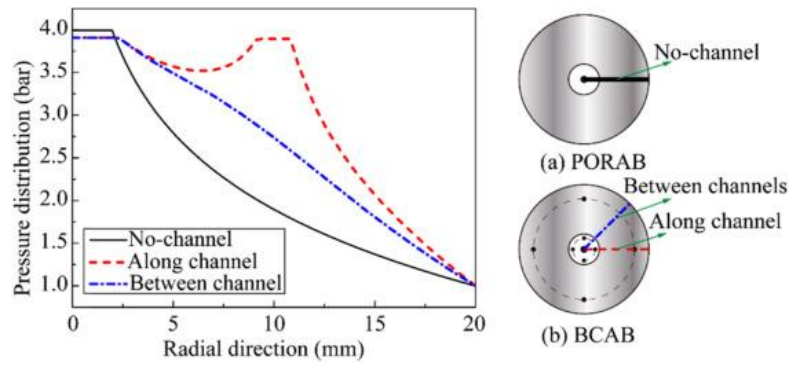 Pressure distribution (bar)
4.0
3.5
3.0
2.5
2.0
1.5
1.0
No-channel
Along channel
Between channel
0
5
10
15
20
Radial direction (mm)
No-channel
(a) PORAB
Between channels
Along channel
(b) BCAB